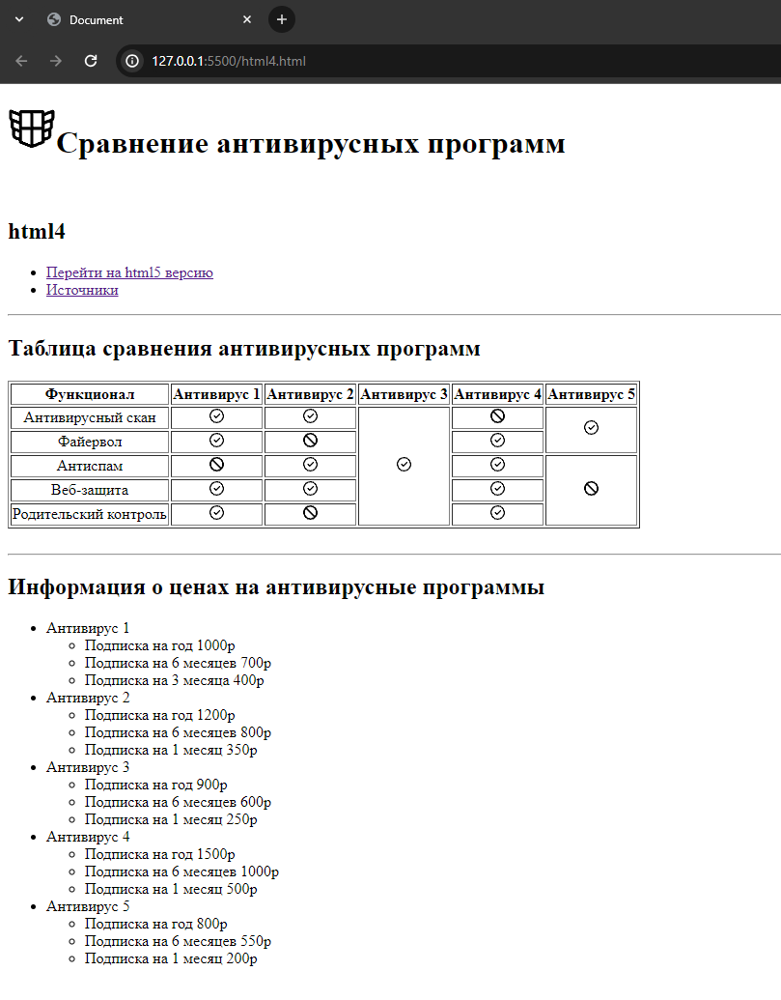 Document
127.0.0.1:5500/html4.html
Сравнение антивирусных программ
html4
Перейти на html5 версию
Источники
Таблица сравнения антивирусных программ
Функционал Антивирус 1 Антивирус 2 Антивирус 3 Антивирус 4 Антивирус 5
Антивирусный скан
Файервол
Антиспам
Веб-защита
Родительский контроль
Информация о ценах на антивирусные программы
Антивирус 1
Подписка на год 1000р
Подписка на 6 месяцев 700р
Подписка на 3 месяца 400р
Антивирус 2
Подписка на год 1200р
Подписка на 6 месяцев 800р
Подписка на 1 месяц 350р
Антивирус 3
Подписка на год 900р
Подписка на 6 месяцев 600р
Подписка на 1 месяц 250р
Антивирус 4
Подписка на год 1500р
Подписка на 6 месяцев 1000р
Подписка на 1 месяц 500р
Антивирус 5
Подписка на год 800р
Подписка на 6 месяцев 550р
Подписка на 1 месяц 200р